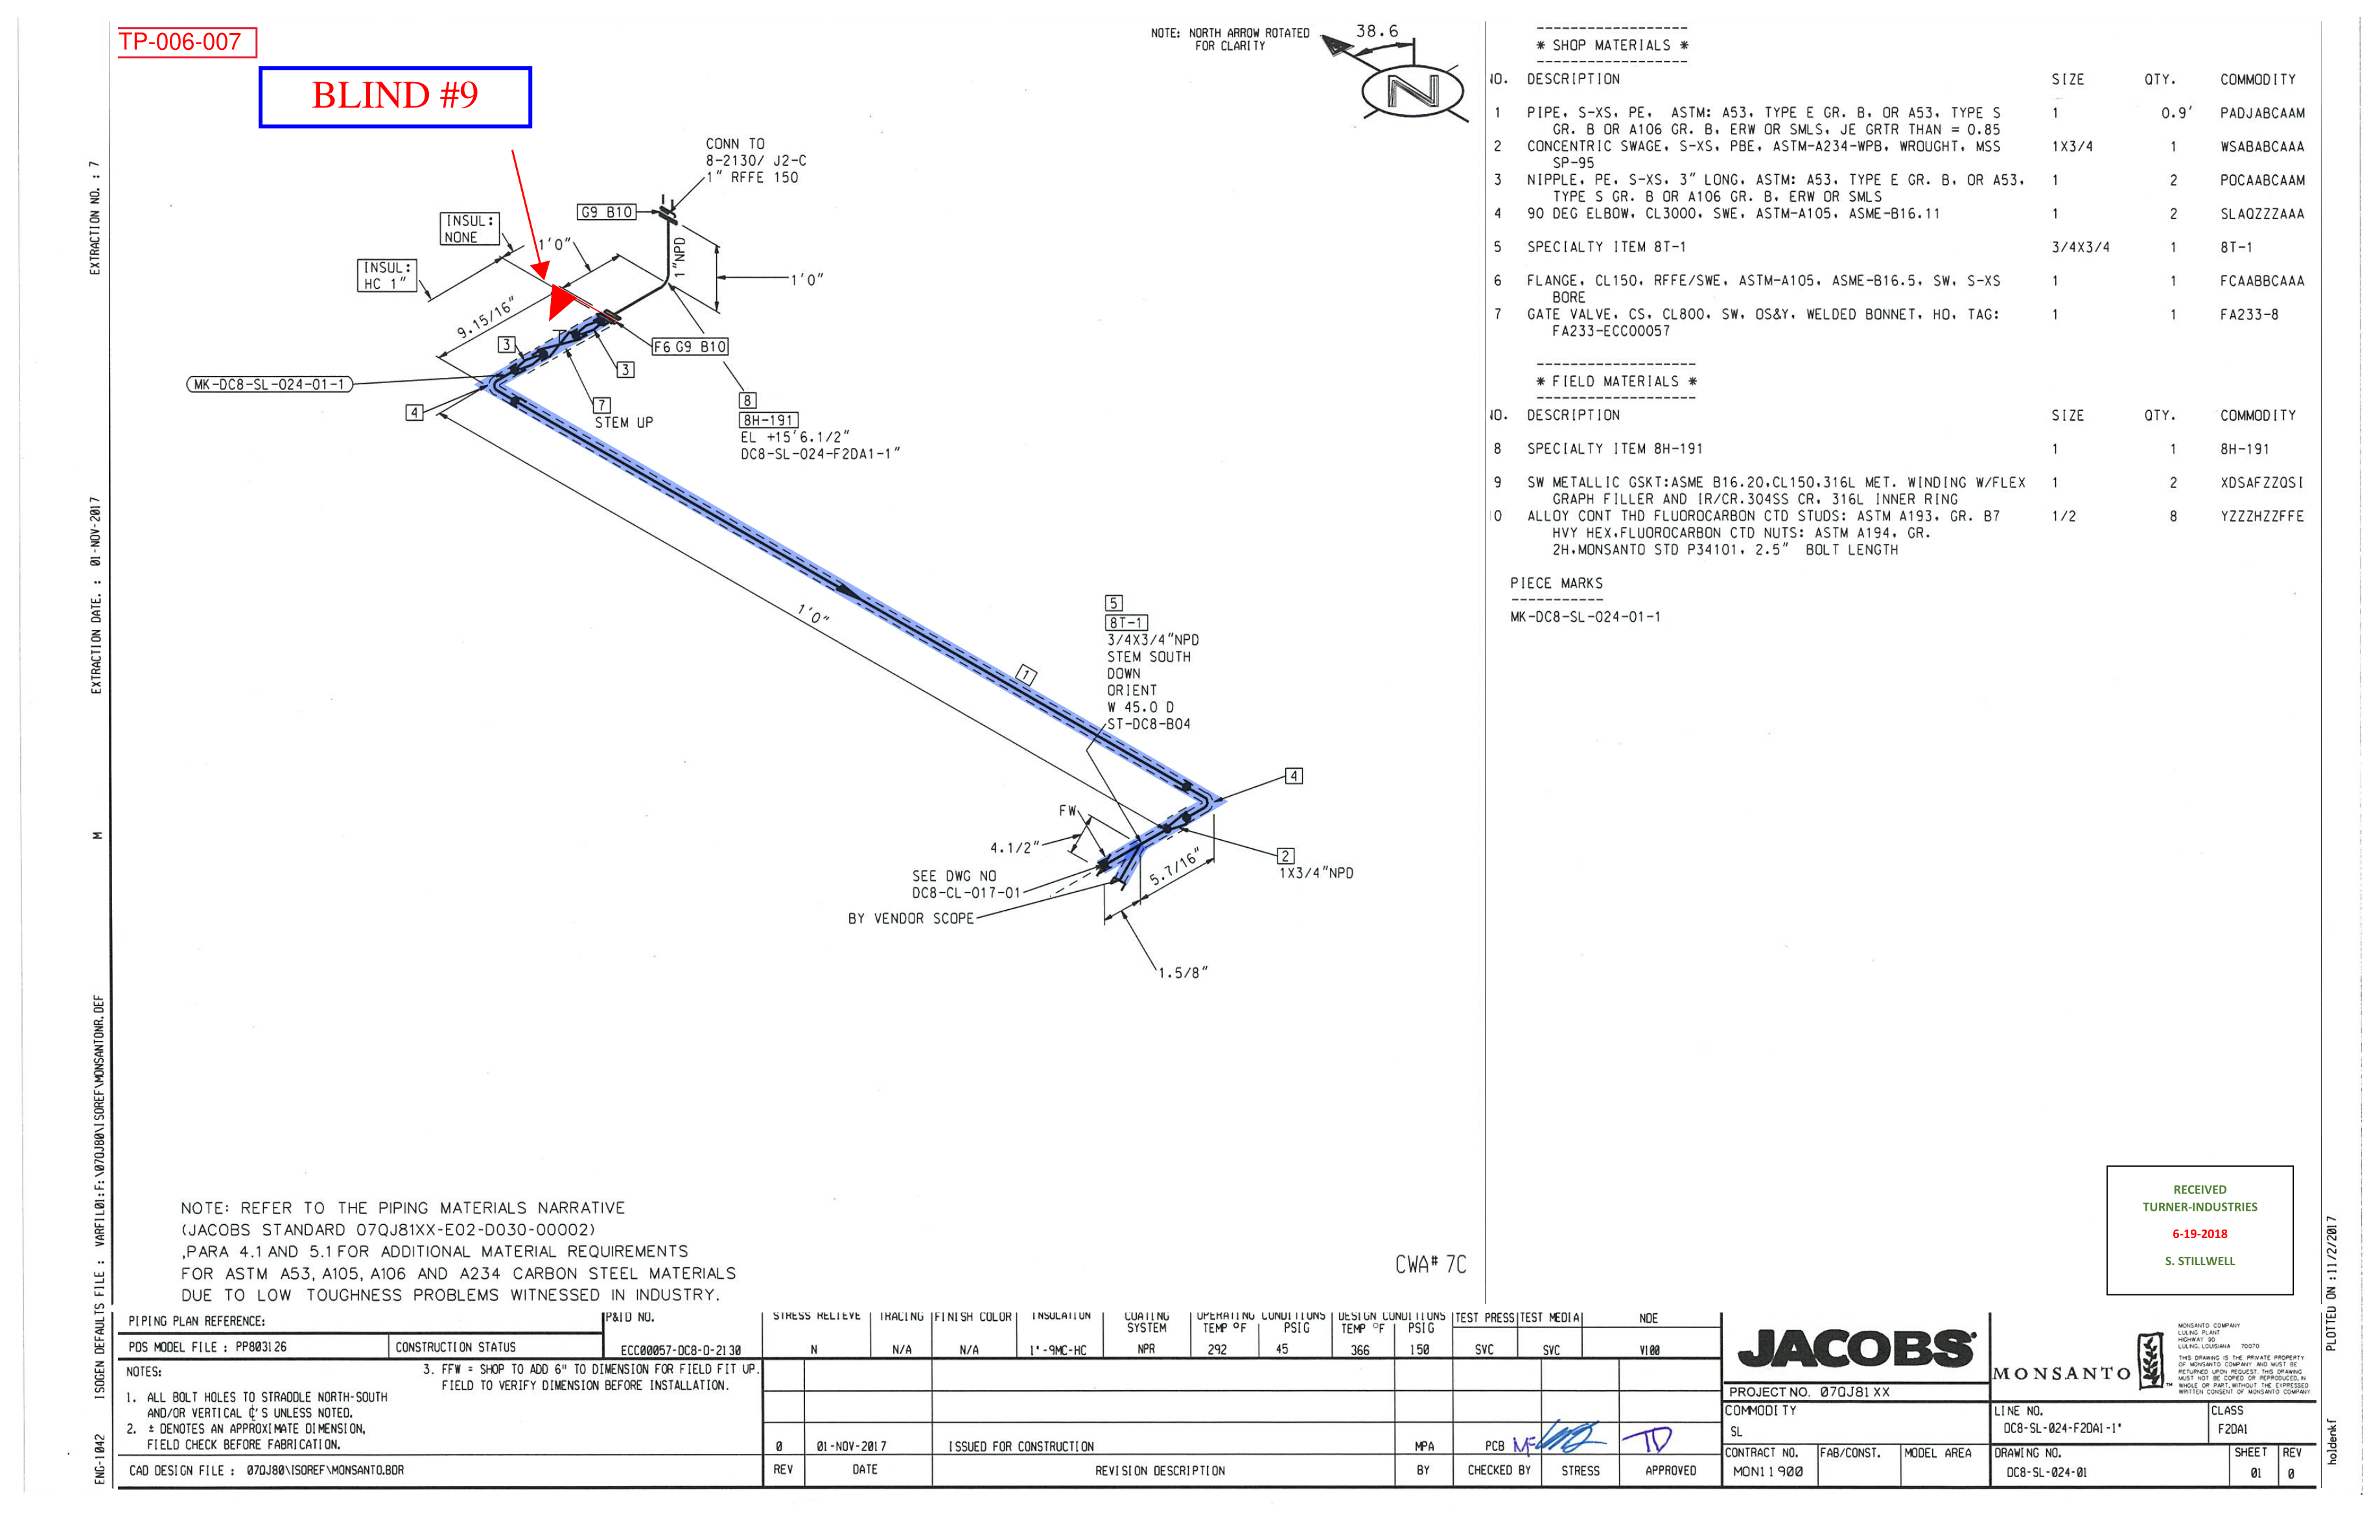 TP-006-007
BLIND #9
NOTE: NORTH ARROW ROTATED
FOR CLARITY
38.6
N
CONN TO
8-2130/ J2-C
1" RFFE 150
G9 B10
INSUL:
NONE
1'0"
1"NPD
INSUL:
HC 1"
1'0"
9.15/16"
3
F6 G9 B10
3
MK-DC8-SL-024-01-1
4
7
STEM UP
8
8H-191
EL +15'6.1/2"
DC8-SL-024-F2DA1-1"
1'0"
1
5
8T-1
3/4X3/4"NPD
STEM SOUTH
DOWN
ORIENT
W 45.0 D
ST-DC8-B04
4
FW
4.1/2"
2
1X3/4"NPD
5.7/16"
SEE DWG NO
DC8-CL-017-01
BY VENDOR SCOPE
1.5/8"
* SHOP MATERIALS *
NO. DESCRIPTION SIZE QTY. COMMODITY
1 PIPE, S-XS, PE, ASTM: A53, TYPE E GR. B, OR A53, TYPE S 1 0.9' PADJABCAAM
GR. B OR A106 GR. B, ERW OR SMLS, JE GRTR THAN = 0.85
2 CONCENTRIC SWAGE, S-XS, PBE, ASTM-A234-WPB, WROUGHT, MSS 1X3/4 1 WSABABCAAA
SP-95
3 NIPPLE, PE, S-XS, 3" LONG, ASTM: A53, TYPE E GR. B, OR A53, 1 2 POCAABCAAM
TYPE S GR. B OR A106 GR. B, ERW OR SMLS
4 90 DEG ELBOW, CL3000, SWE, ASTM-A105, ASME-B16.11 1 2 SLAQZZZAAA
5 SPECIALTY ITEM 8T-1 3/4X3/4 1 8T-1
6 FLANGE, CL150, RFFE/SWE, ASTM-A105, ASME-B16.5, SW, S-XS 1 1 FCAABBCAAA
BORE
7 GATE VALVE, CS, CL800, SW, OS&Y, WELDED BONNET, HO, TAG: 1 1 FA233-8
FA233-ECC00057
* FIELD MATERIALS *
NO. DESCRIPTION SIZE QTY. COMMODITY
8 SPECIALTY ITEM 8H-191 1 1 8H-191
9 SW METALLIC GSKT:ASME B16.20,CL150,316L MET. WINDING W/FLEX 1 2 XDSAFZZQSI
GRAPH FILLER AND IR/CR.304SS CR, 316L INNER RING
10 ALLOY CONT THD FLUOROCARBON CTD STUDS: ASTM A193, GR. B7 1/2 8 YZZZHZZFFE
HVY HEX,FLUOROCARBON CTD NUTS: ASTM A194, GR.
2H,MONSANTO STD P34101, 2.5" BOLT LENGTH
PIECE MARKS
MK-DC8-SL-024-01-1
EXTRACTION NO. : 7
EXTRACTION DATE. : 01-NOV-2017
M
ISOGEN DEFAULTS FILE : VARFIL01:F:\07QJ80\ISOREF\MONSANTONR.DEF
ENG-1042
NOTE: REFER TO THE PIPING MATERIALS NARRATIVE
(JACOBS STANDARD 07QJ81XX-E02-D030-00002)
,PARA 4.1 AND 5.1 FOR ADDITIONAL MATERIAL REQUIREMENTS
FOR ASTM A53, A105, A106 AND A234 CARBON STEEL MATERIALS
DUE TO LOW TOUGHNESS PROBLEMS WITNESSED IN INDUSTRY.
CWA# 7C
RECEIVED
TURNER-INDUSTRIES
6-19-2018
S. STILLWELL
PLOTTED ON :11/2/2017
holdenkf
PIPING PLAN REFERENCE:
PDS MODEL FILE : PP803126
CONSTRUCTION STATUS
P&ID NO.
ECC00057-DC8-D-2130
STRESS RELIEVE TRACING FINISH COLOR INSULATION COATING SYSTEM OPERATING CONDITIONS TEMP °F PSIG DESIGN CONDITIONS TEMP °F PSIG TEST PRESS TEST MEDIA NDE
N N/A N/A 1"-9MC-HC NPR 292 45 366 150 SVC SVC V100
NOTES:
1. ALL BOLT HOLES TO STRADDLE NORTH-SOUTH
AND/OR VERTICAL ℄'S UNLESS NOTED.
2. ± DENOTES AN APPROXIMATE DIMENSION,
FIELD CHECK BEFORE FABRICATION.
3. FFW = SHOP TO ADD 6" TO DIMENSION FOR FIELD FIT UP.
FIELD TO VERIFY DIMENSION BEFORE INSTALLATION.
CAD DESIGN FILE : 07QJ80\ISOREF\MONSANTO.BDR
0 01-NOV-2017 ISSUED FOR CONSTRUCTION MPA PCB TD
REV DATE REVISION DESCRIPTION BY CHECKED BY STRESS APPROVED
JACOBS
PROJECT NO. 07QJ81XX
MONSANTO
MONSANTO COMPANY
LULING PLANT
HIGHWAY 90
LULING, LOUISIANA 70070
THIS DRAWING IS THE PRIVATE PROPERTY
OF MONSANTO COMPANY AND MUST BE
RETURNED UPON REQUEST. THIS DRAWING
MUST NOT BE COPIED OR REPRODUCED, IN
WHOLE OR PART, WITHOUT THE EXPRESSED
WRITTEN CONSENT OF MONSANTO COMPANY
COMMODITY
SL
LINE NO.
DC8-SL-024-F2DA1-1"
CLASS
F2DA1
CONTRACT NO.
MON11900
FAB/CONST.
MODEL AREA
DRAWING NO.
DC8-SL-024-01
SHEET
01
REV
0